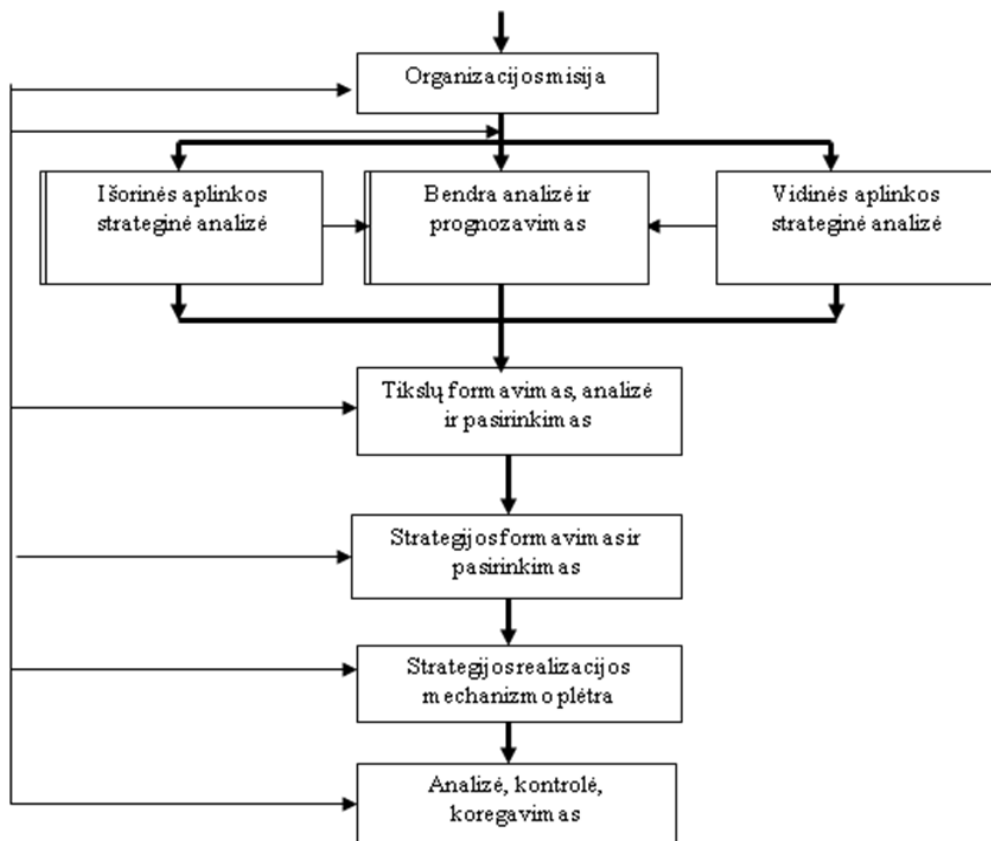 Organizacijos misija
Išorinės aplinkos
strateginė analizė
Bendra analizė ir
prognozavimas
Vidinės aplinkos
strateginė analizė
Tikslų formavimas, analizė
ir pasirinkimas
Strategijos formavimas ir
pasirinkimas
Strategijos realizacijos
mechanizmo plėtra
Analizė, kontrolė,
koregavimas